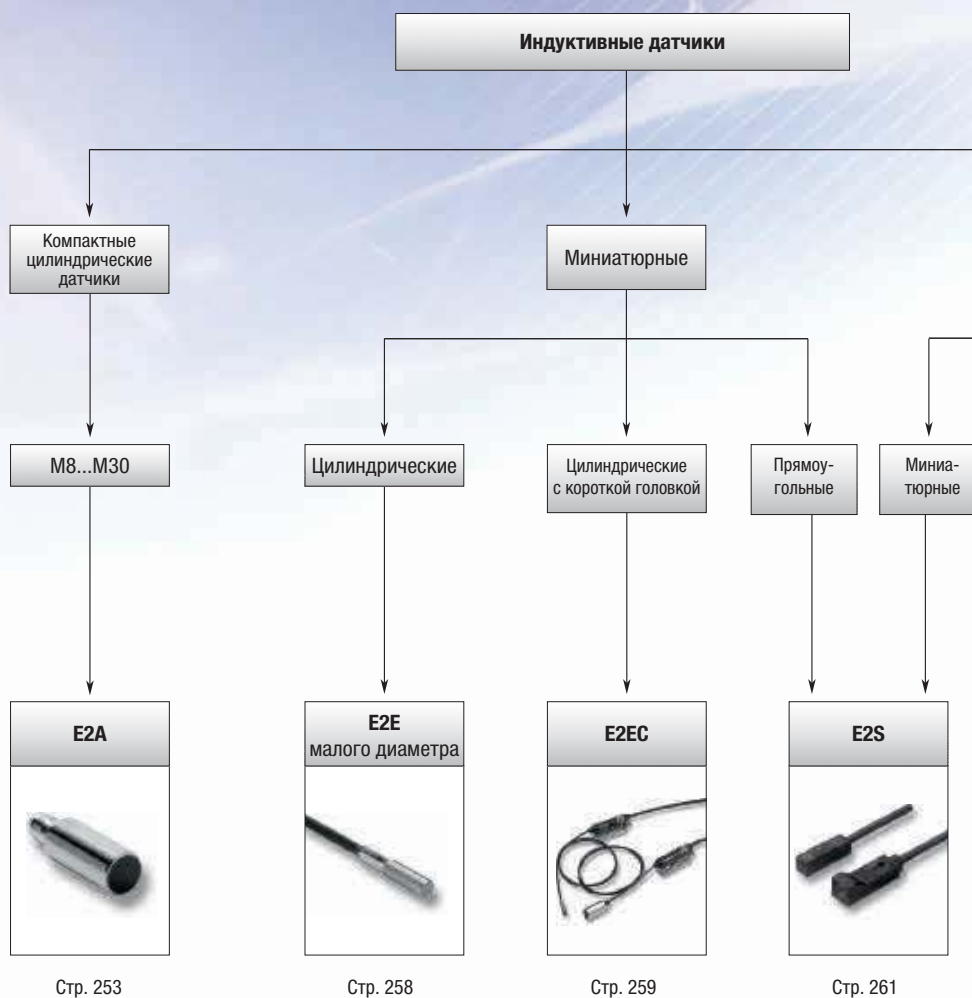 Индуктивные датчики
Компактные
цилиндрические
датчики
Миниатюрные
M8...M30
Цилиндрические
Цилиндрические
с короткой головкой
Прямоу-
гольные
Миниа-
тюрные
E2A
E2E
малого диаметра
E2EC
E2S
Стр. 253
Стр. 258
Стр. 259
Стр. 261